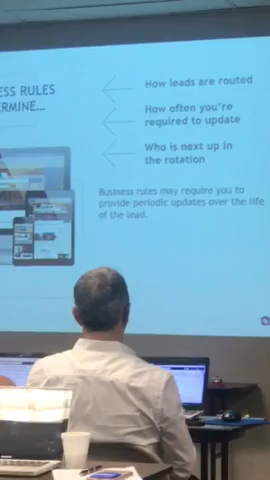 ESS RULES
ERMINE...
How leads are routed
How often you're
required to update
Who is next up in
the rotation
Business rules may require you to
provide periodic updates over the life
of the lead.